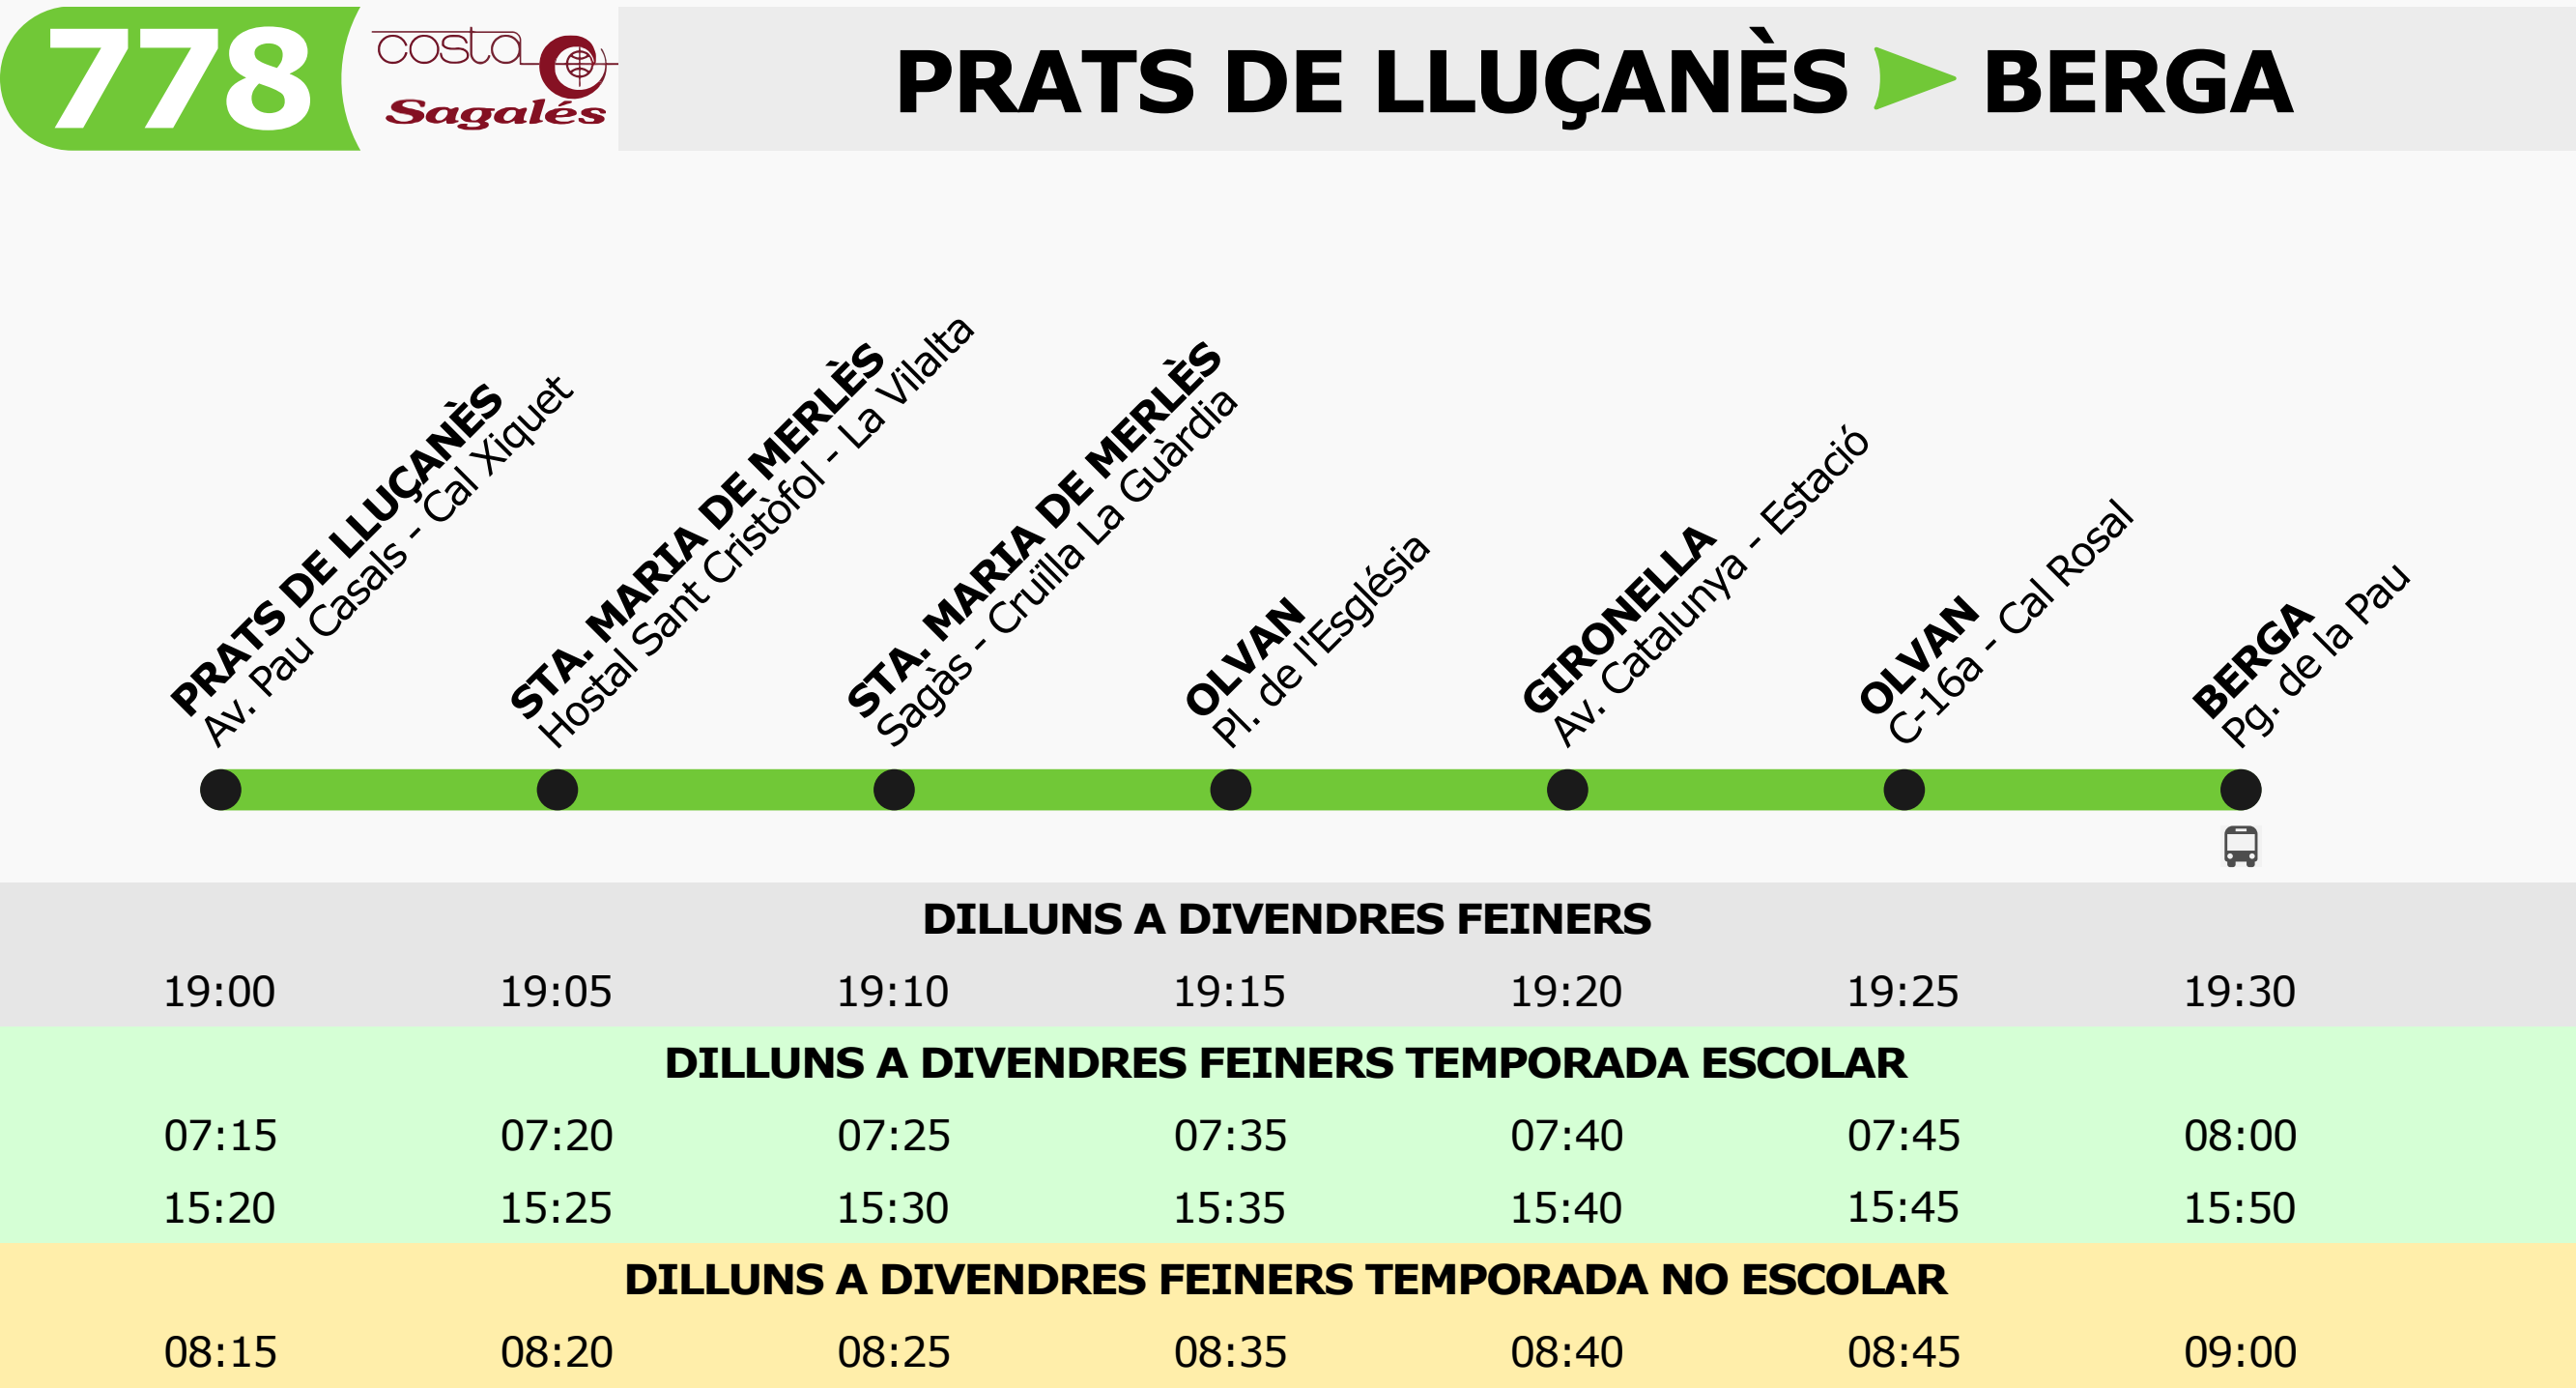 778
costa
Sagalés
PRATS DE LLUÇANÈS BERGA
PRATS DE LLUÇANÈS
Av. Pau Casals - Cal Xiquet
STA. MARIA DE MERLÈS
Hostal Sant Cristòfol - La Vilalta
STA. MARIA DE MERLÈS
Sagàs - Cruïlla La Guàrdia
OLVAN
Pl. de l'Església
GIRONELLA
Av. Catalunya - Estació
OLVAN
C-16a - Cal Rosal
BERGA
Pg. de la Pau
DILLUNS A DIVENDRES FEINERS
19:00 19:05 19:10 19:15 19:20 19:25 19:30
DILLUNS A DIVENDRES FEINERS TEMPORADA ESCOLAR
07:15 07:20 07:25 07:35 07:40 07:45 08:00
15:20 15:25 15:30 15:35 15:40 15:45 15:50
DILLUNS A DIVENDRES FEINERS TEMPORADA NO ESCOLAR
08:15 08:20 08:25 08:35 08:40 08:45 09:00